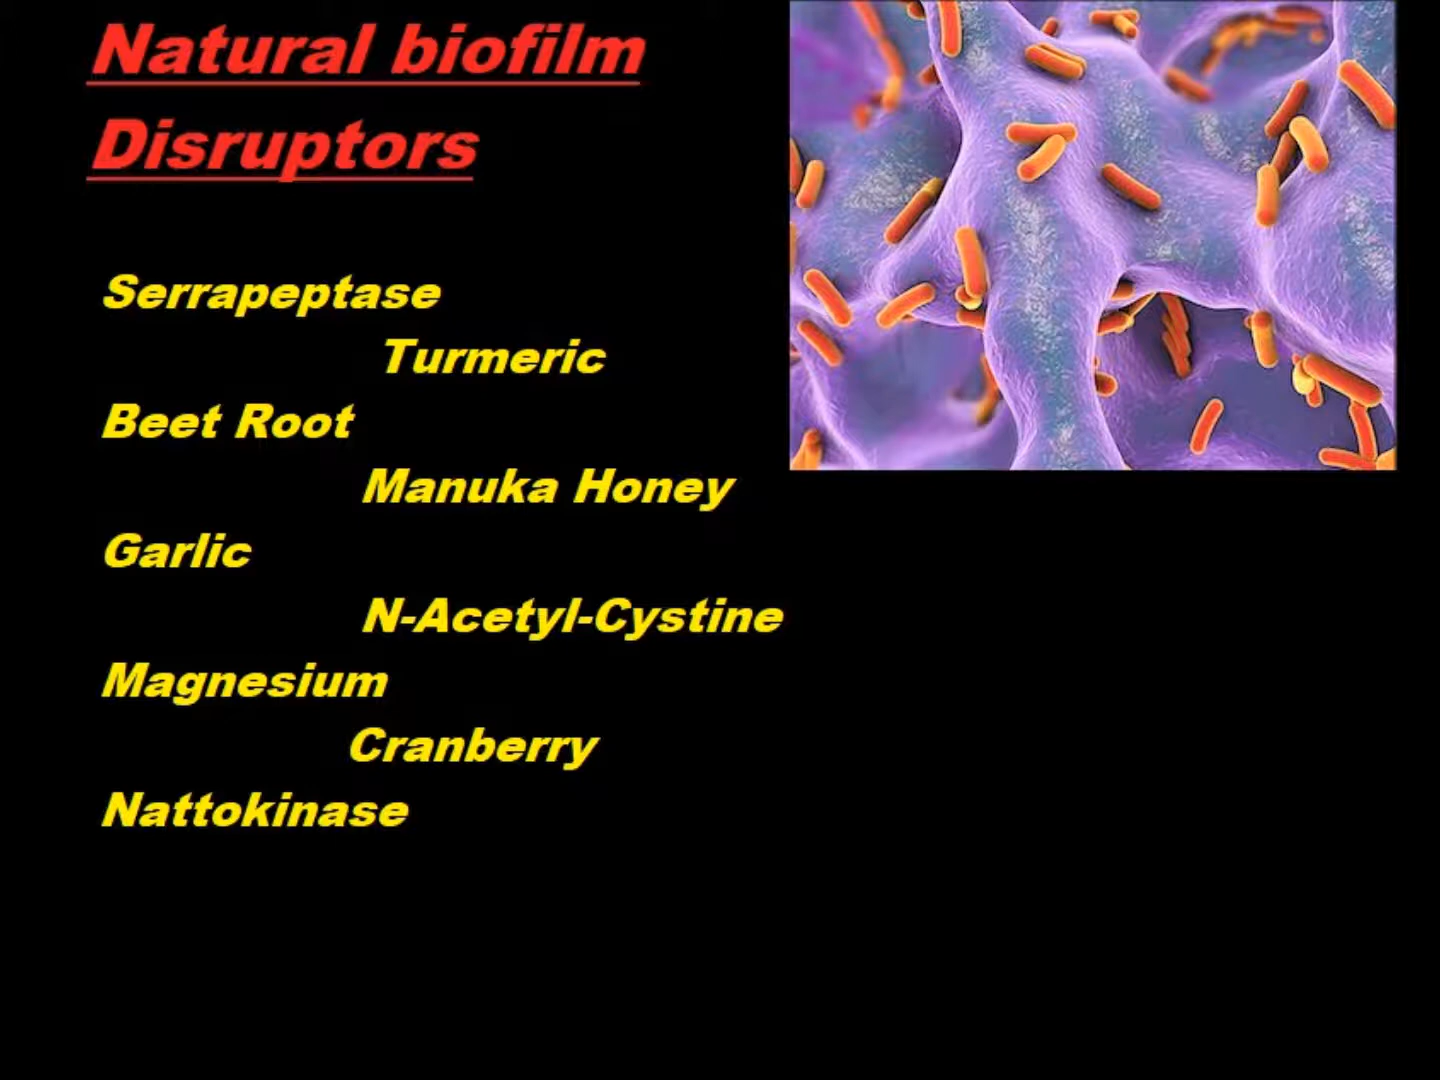 Natural biofilm
Disruptors
Serrapeptase
Turmeric
Beet Root
Manuka Honey
Garlic
N-Acetyl-Cystine
Magnesium
Cranberry
Nattokinase